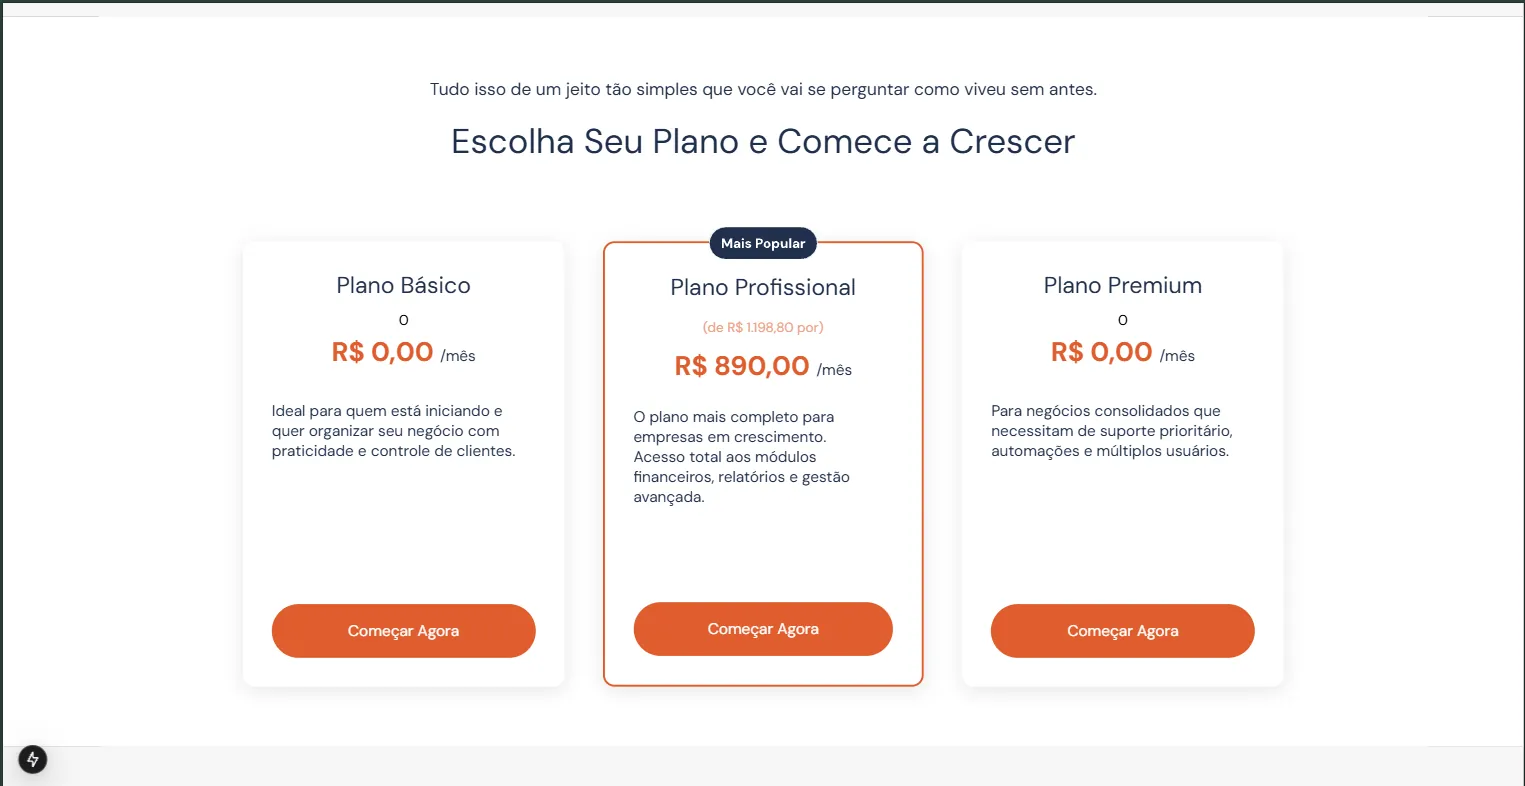 Tudo isso de um jeito tão simples que você vai se perguntar como viveu sem antes.
Escolha Seu Plano e Comece a Crescer
Plano Básico
0
R$ 0,00 /mês
Ideal para quem está iniciando e
quer organizar seu negócio com
praticidade e controle de clientes.
Começar Agora
Mais Popular
Plano Profissional
(de R$ 1.198,80 por)
R$ 890,00 /mês
O plano mais completo para
empresas em crescimento.
Acesso total aos módulos
financeiros, relatórios e gestão
avançada.
Começar Agora
Plano Premium
0
R$ 0,00 /mês
Para negócios consolidados que
necessitam de suporte prioritário,
automações e múltiplos usuários.
Começar Agora